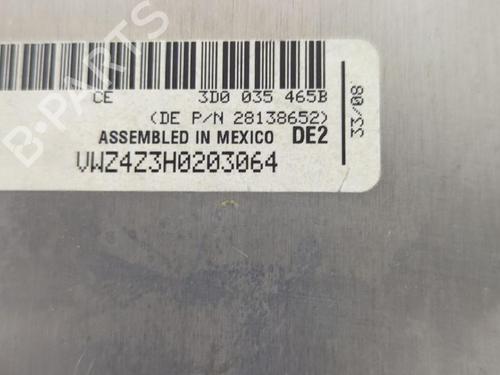 CE 3D0 035 465B
(DE P/N 28138652)
ASSEMBLED IN MEXICO DE2
VWZ4Z3H0203064
33/08
B-PARTS